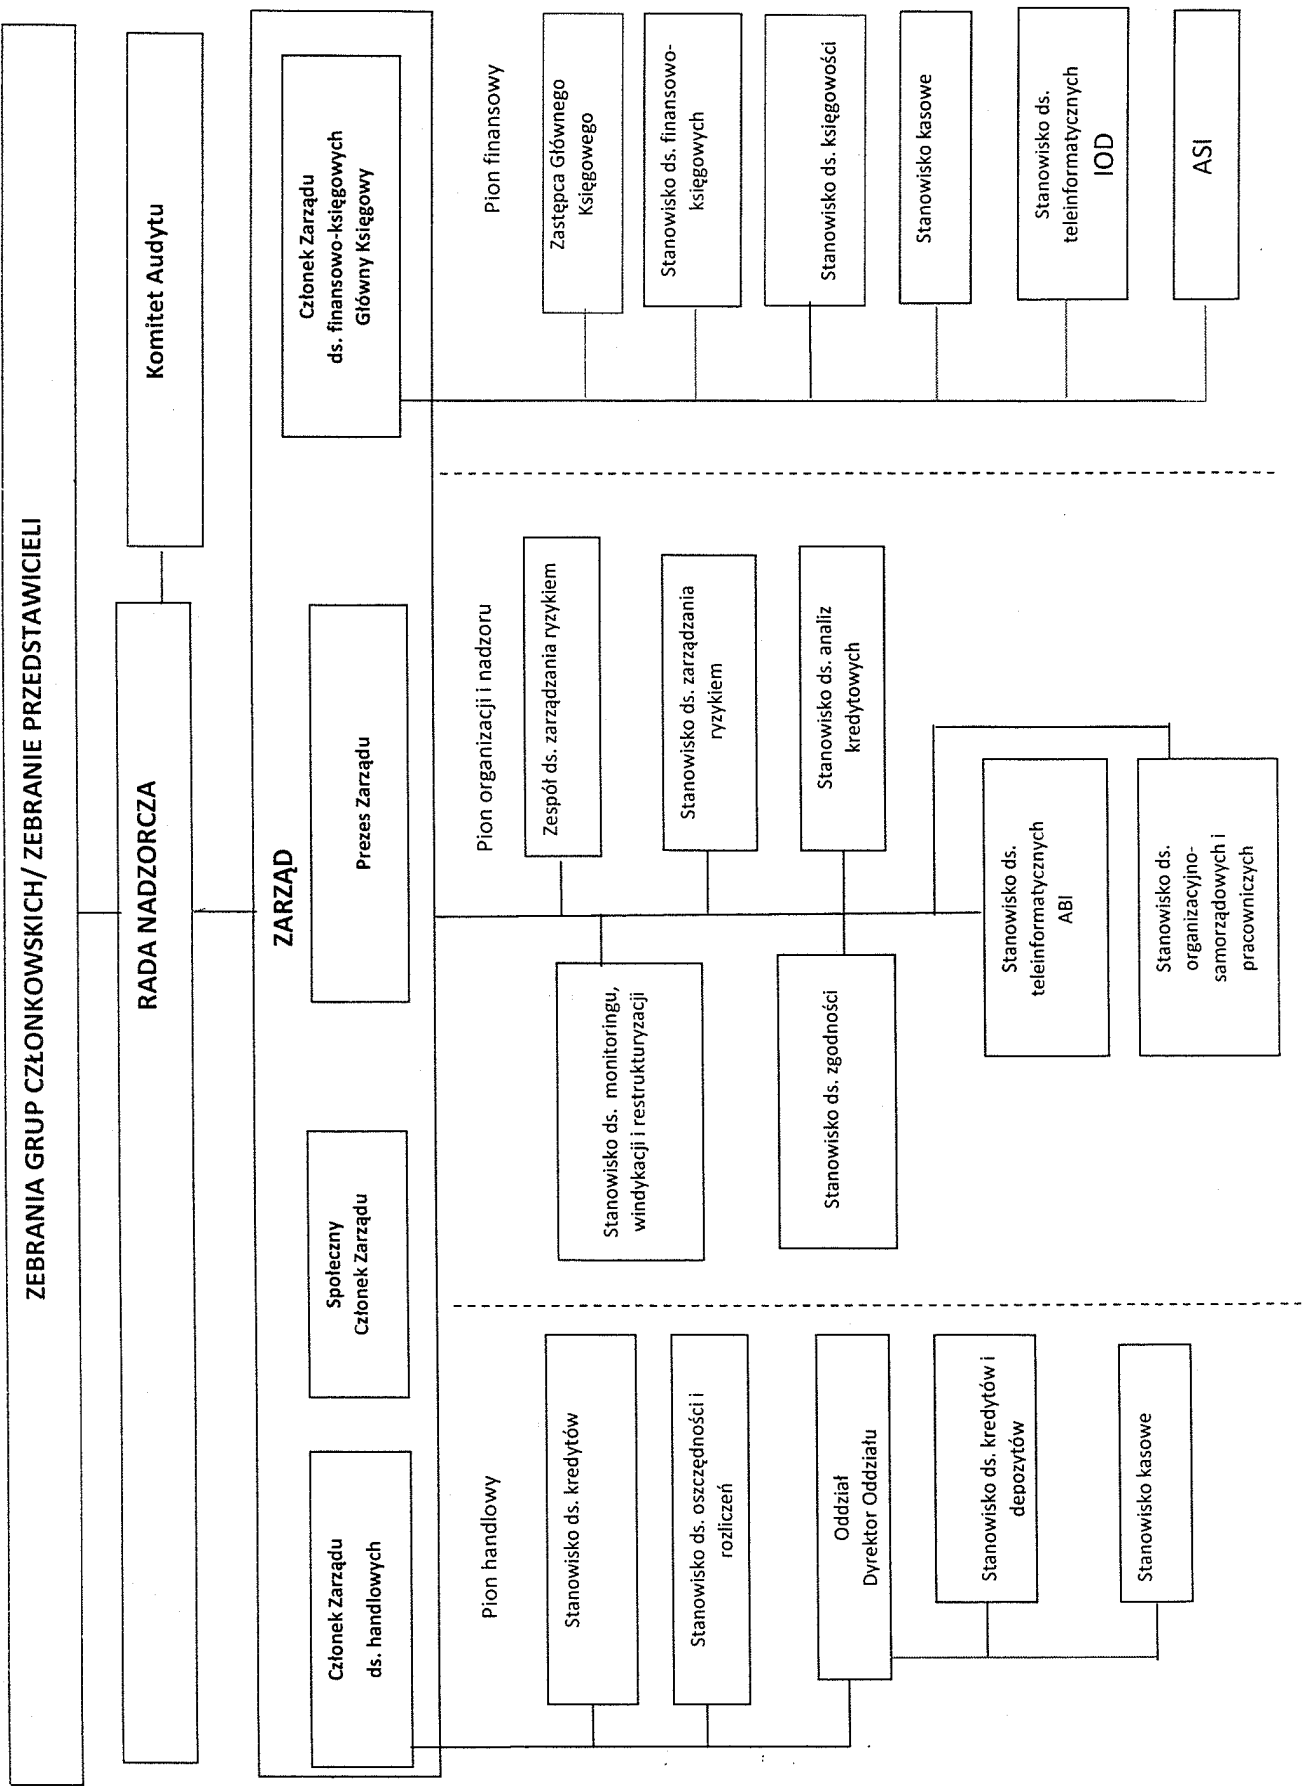 ZEBRANIA GRUP CZŁONKOWSKICH/ ZEBRANIE PRZEDSTAWICIELI
RADA NADZORCZA
Komitet Audytu
ZARZĄD
Członek Zarządu
ds. handlowych
Społeczny
Członek Zarządu
Prezes Zarządu
Członek Zarządu
ds. finansowo-księgowych
Główny Księgowy
Pion handlowy
Stanowisko ds. kredytów
Stanowisko ds. oszczędności i
rozliczeń
Oddział
Dyrektor Oddziału
Stanowisko ds. kredytów i
depozytów
Stanowisko kasowe
Pion organizacji i nadzoru
Zespół ds. zarządzania ryzykiem
Stanowisko ds. monitoringu,
windykacji i restrukturyzacji
Stanowisko ds. zarządzania
ryzykiem
Stanowisko ds. zgodności
Stanowisko ds. analiz
kredytowych
Stanowisko ds.
teleinformatycznych
ABI
Stanowisko ds.
organizacyjno-
samorządowych i
pracowniczych
Pion finansowy
Zastępca Głównego
Księgowego
Stanowisko ds. finansowo-
księgowych
Stanowisko ds. księgowości
Stanowisko kasowe
Stanowisko ds.
teleinformatycznych
IOD
ASI